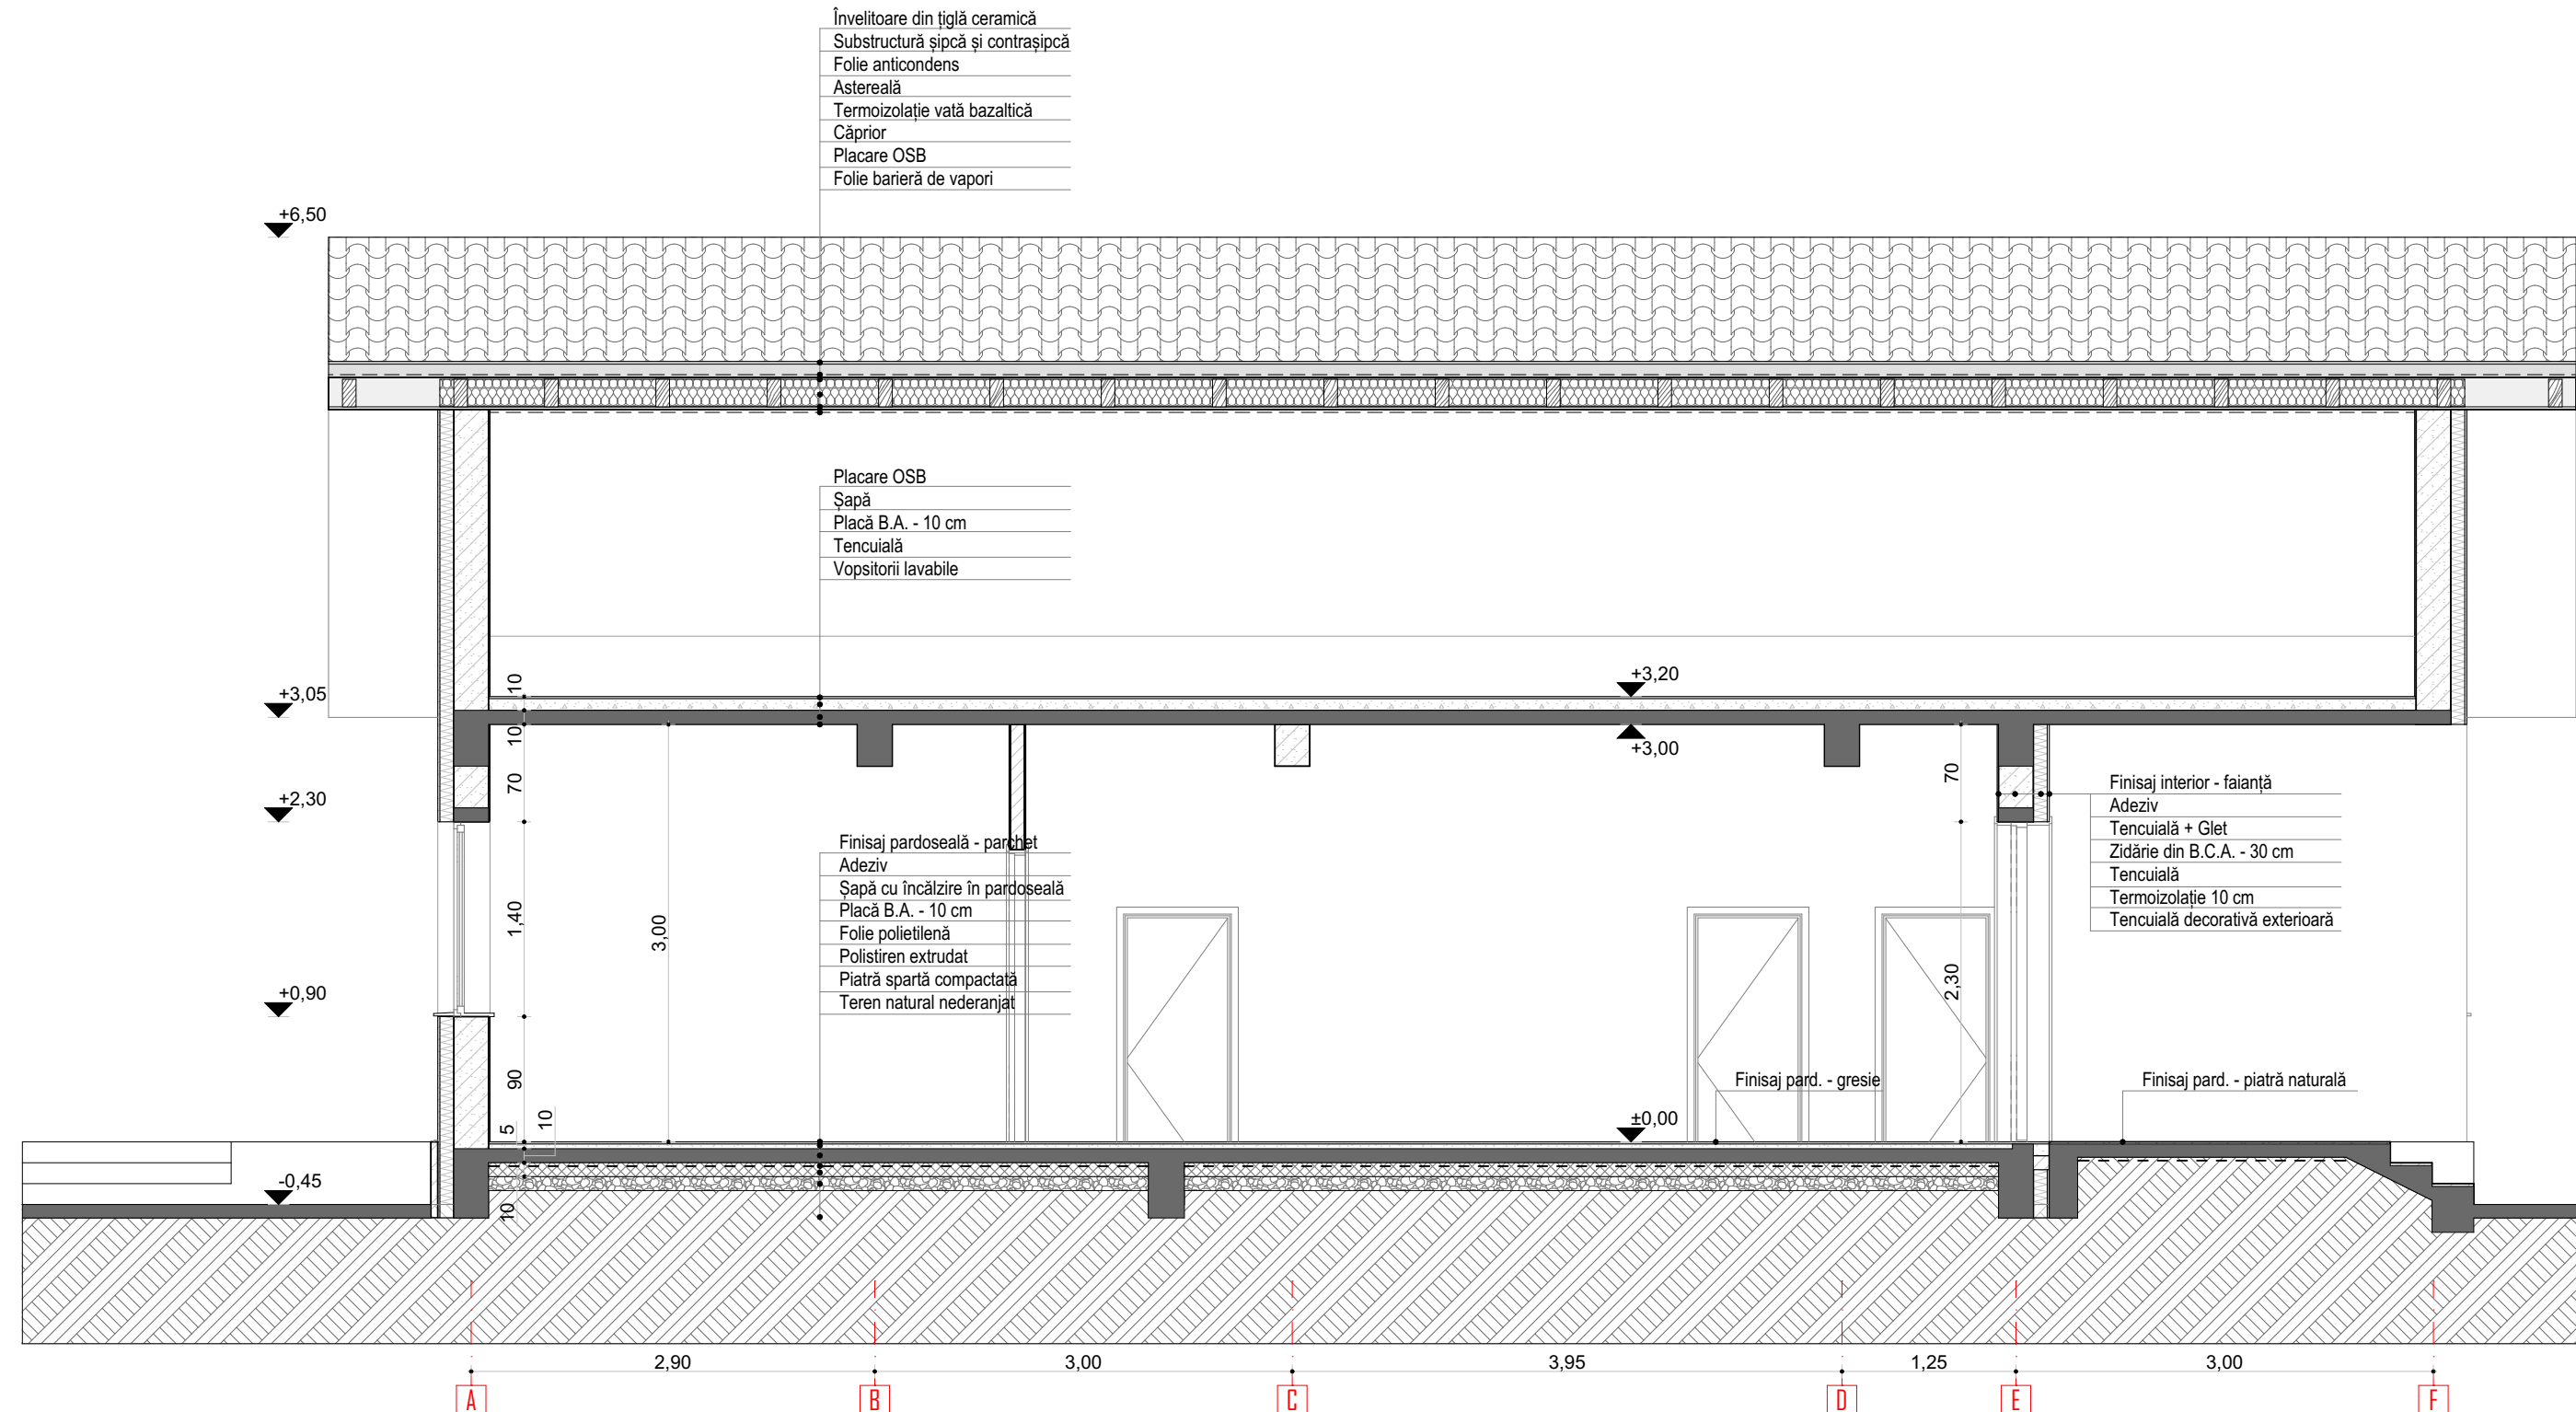 Învelitoare din țiglă ceramică
Substructură șipcă și contrașipcă
Folie anticondens
Astereală
Termoizolație vată bazaltică
Căprior
Placare OSB
Folie barieră de vapori
+6,50
Placare OSB
Șapă
Placă B.A. - 10 cm
Tencuială
Vopsitorii lavabile
+3,05
10
+3,20
10
+3,00
+2,30
70
70
Finisaj interior - faianță
Adeziv
Tencuială + Glet
Zidărie din B.C.A. - 30 cm
Tencuială
Termoizolație 10 cm
Tencuială decorativă exterioară
Finisaj pardoseală - parchet
Adeziv
Șapă cu încălzire în pardoseală
Placă B.A. - 10 cm
Folie polietilenă
Polistiren extrudat
Piatră spartă compactată
Teren natural nederanjat
1,40
3,00
2,30
+0,90
90
Finisaj pard. - gresie
Finisaj pard. - piatră naturală
5
10
±0,00
-0,45
10
2,90
3,00
3,95
1,25
3,00
A
B
C
D
E
F